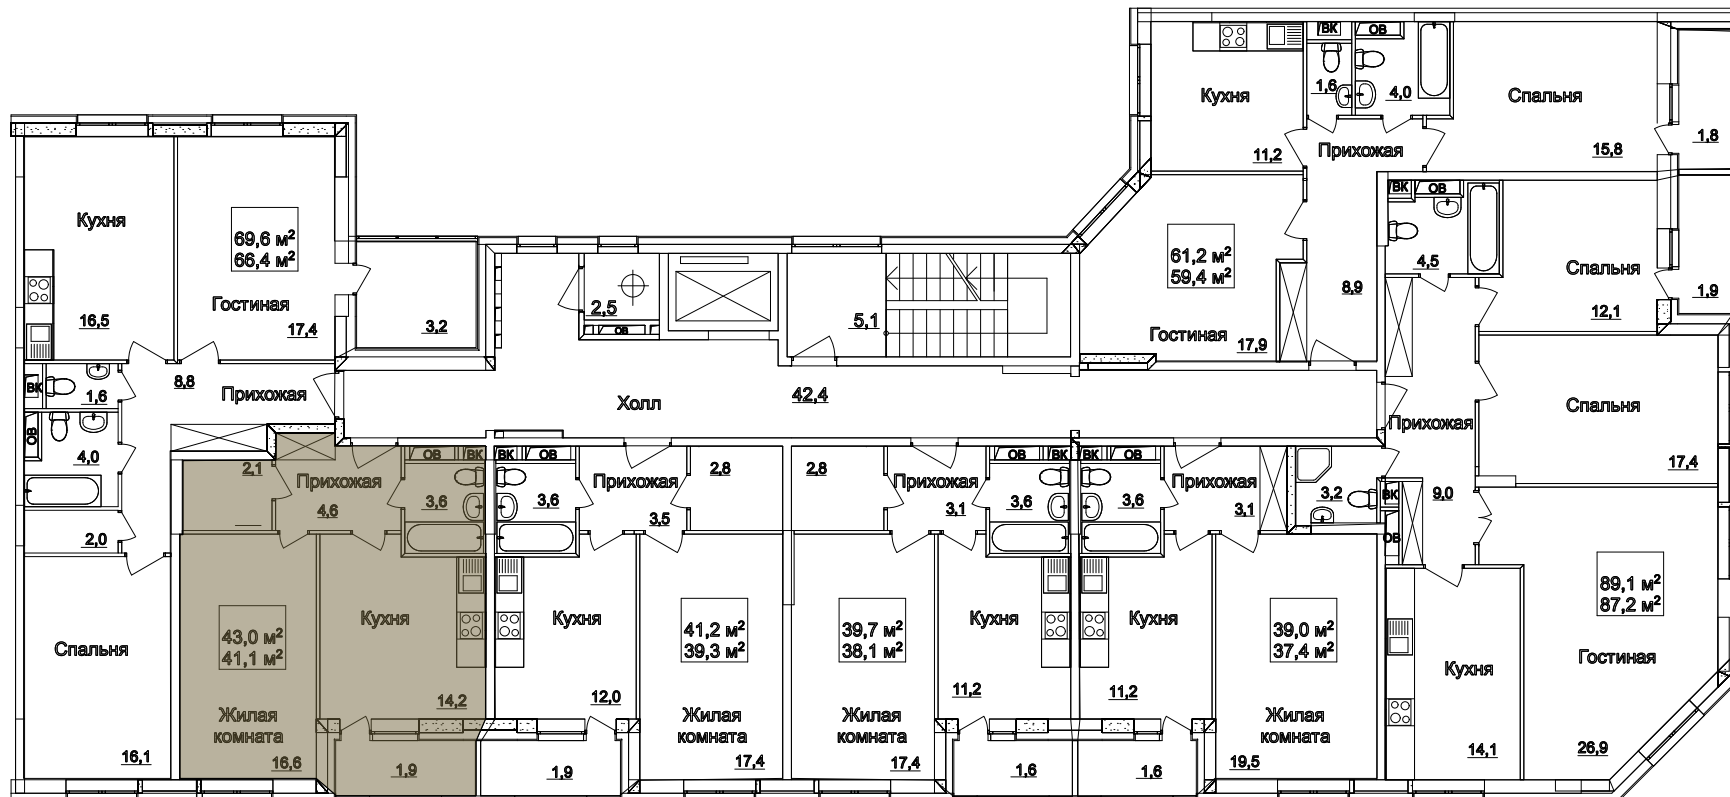 ВК
ОВ
Кухня
1,6
4,0
Спальня
11,2
Прихожая
15,8
1,8
Кухня
69,6 м²
66,4 м²
Гостиная
16,5
17,4
3,2
2,5
ОВ
5,1
61,2 м²
59,4 м²
Гостиная
17,9
8,9
ВК
ОВ
4,5
Спальня
12,1
1,9
ВК
1,6
8,8
Прихожая
ОВ
4,0
2,0
Холл
42,4
Прихожая
9,0
Спальня
17,4
2,1
Прихожая
4,6
ОВ
ВК
3,6
ВК
ОВ
3,6
Прихожая
3,5
2,8
2,8
Прихожая
3,1
ОВ
ВК
3,6
ВК
ОВ
3,6
Прихожая
3,1
3,2
ВК
ОВ
Спальня
16,1
43,0 м²
41,1 м²
Жилая
комната
16,6
Кухня
14,2
1,9
Кухня
12,0
1,9
41,2 м²
39,3 м²
Жилая
комната
17,4
39,7 м²
38,1 м²
Жилая
комната
17,4
Кухня
11,2
1,6
Кухня
11,2
1,6
39,0 м²
37,4 м²
Жилая
комната
19,5
Кухня
14,1
89,1 м²
87,2 м²
Гостиная
26,9